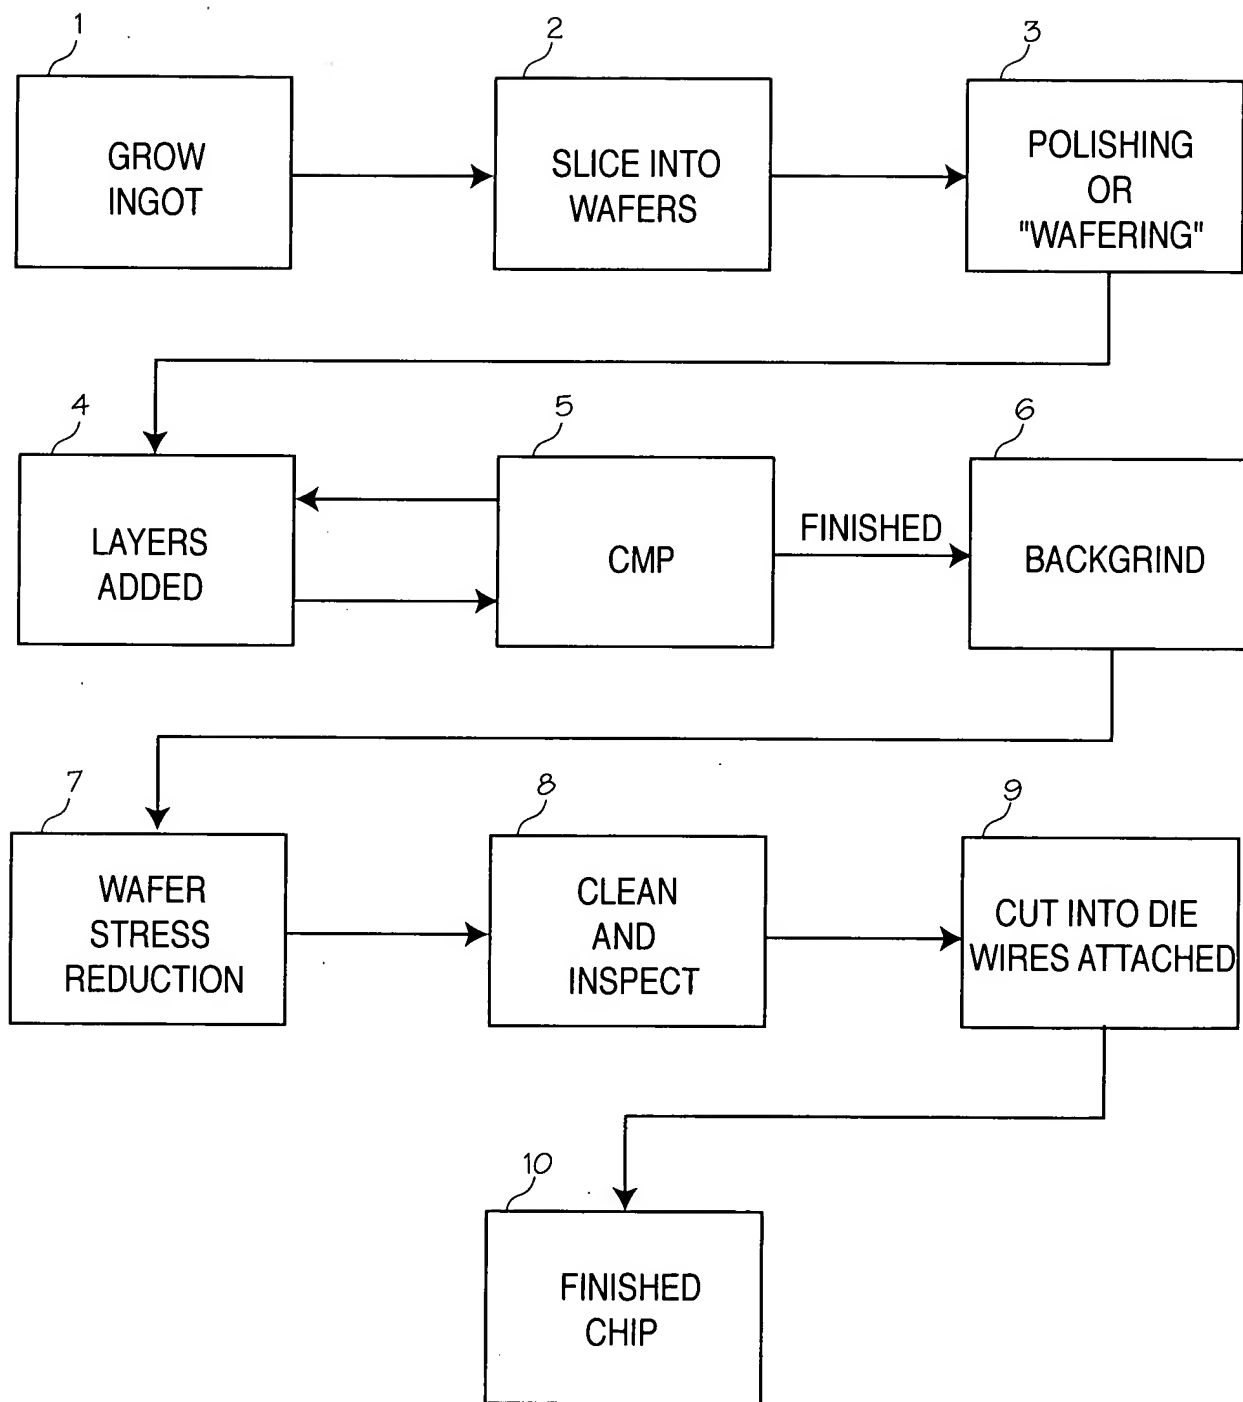 1
GROW
INGOT
2
SLICE INTO
WAFERS
3
POLISHING
OR
"WAFERING"
4
LAYERS
ADDED
5
CMP
FINISHED
6
BACKGRIND
7
WAFER
STRESS
REDUCTION
8
CLEAN
AND
INSPECT
9
CUT INTO DIE
WIRES ATTACHED
10
FINISHED
CHIP